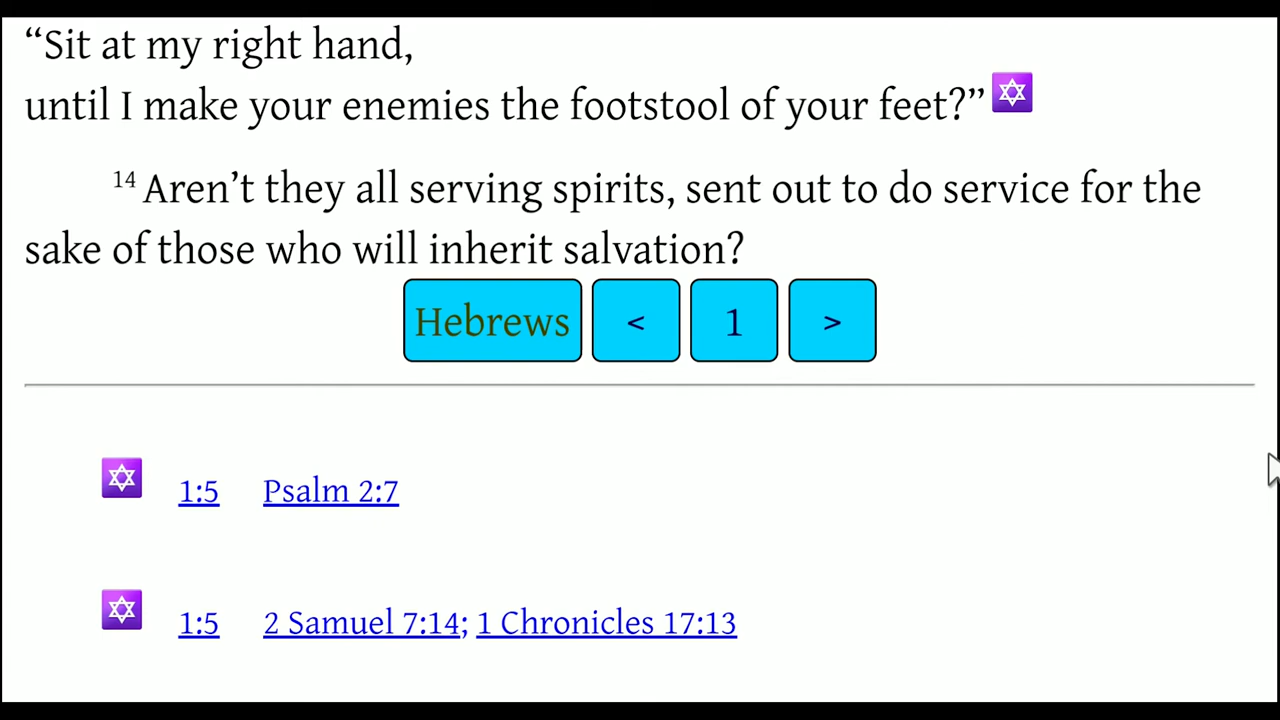 “Sit at my right hand,
until I make your enemies the footstool of your feet?”✡
14 Aren’t they all serving spirits, sent out to do service for the
sake of those who will inherit salvation?
Hebrews < 1 >
✡ 1:5 Psalm 2:7
✡ 1:5 2 Samuel 7:14; 1 Chronicles 17:13